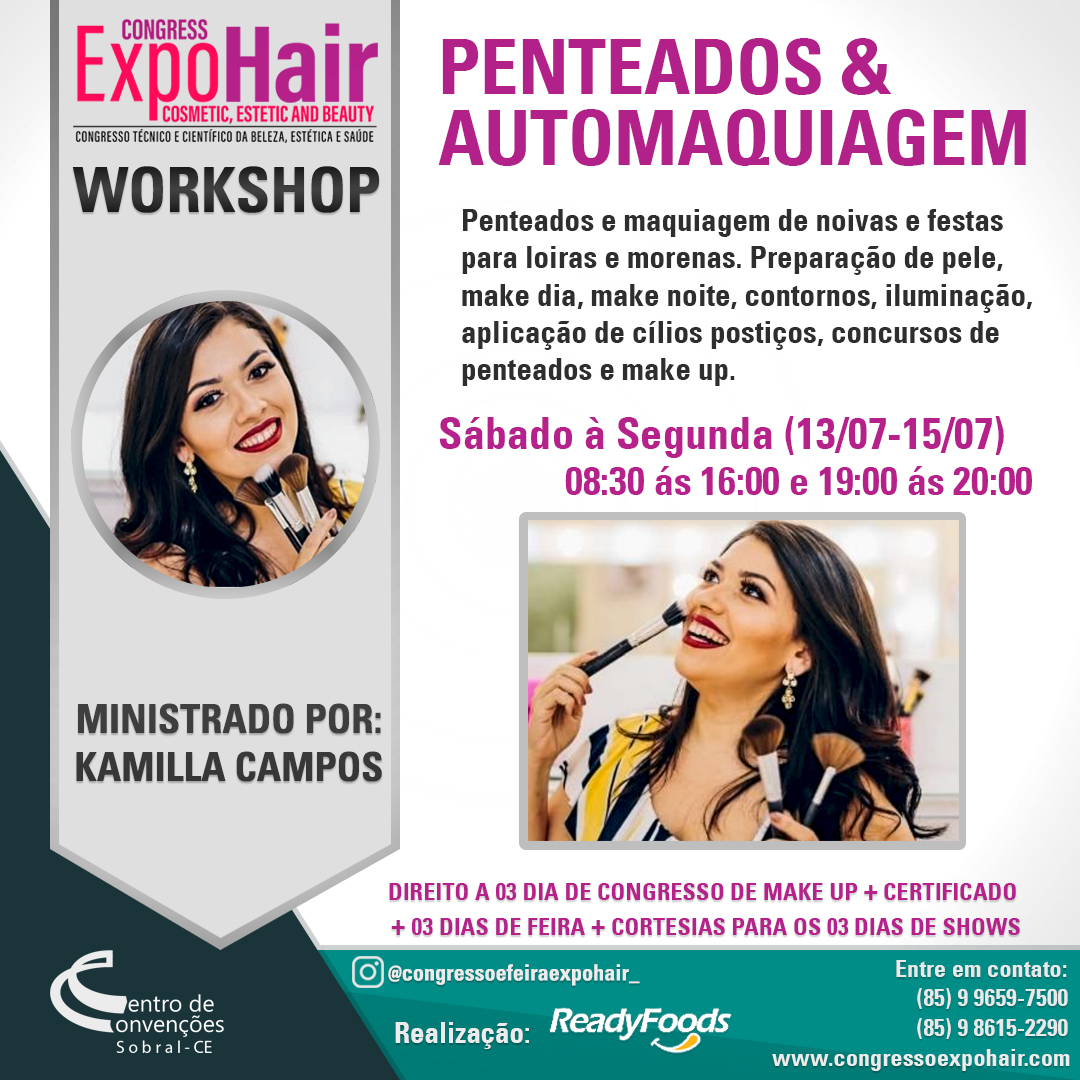 CONGRESS
ExpoHair
COSMETIC, ESTETIC AND BEAUTY
CONGRESSO TÉCNICO E CIENTÍFICO DA BELEZA, ESTÉTICA E SAÚDE
WORKSHOP
MINISTRADO POR:
KAMILLA CAMPOS
PENTEADOS &
AUTOMAQUIAGEM
Penteados e maquiagem de noivas e festas
para loiras e morenas. Preparação de pele,
make dia, make noite, contornos, iluminação,
aplicação de cílios postiços, concursos de
penteados e make up.
Sábado à Segunda (13/07-15/07)
08:30 ás 16:00 e 19:00 ás 20:00
DIREITO A 03 DIA DE CONGRESSO DE MAKE UP + CERTIFICADO
+ 03 DIAS DE FEIRA + CORTESIAS PARA OS 03 DIAS DE SHOWS
Centro de
Convenções
Sobral-CE
@congressoefeiraexpohair_
Realização: ReadyFoods
Entre em contato:
(85) 9 9659-7500
(85) 9 8615-2290
www.congressoexpohair.com